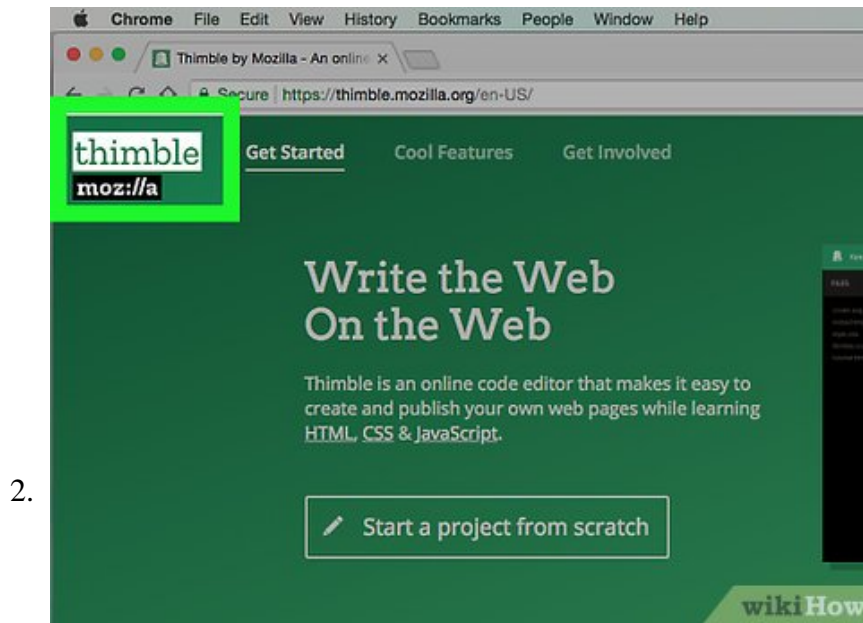 Chrome File Edit View History Bookmarks People Window Help
Thimble by Mozilla - An online
Secure https://thimble.mozilla.org/en-US/
thimble
moz://a
Get Started Cool Features Get Involved
Write the Web
On the Web
Thimble is an online code editor that makes it easy to
create and publish your own web pages while learning
HTML, CSS & JavaScript.
2.
Start a project from scratch
wikiHow